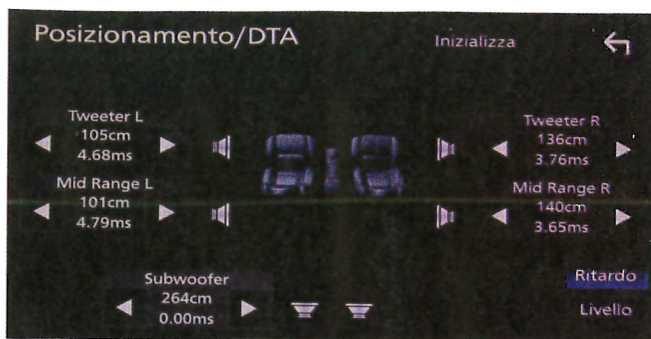 Posizionamento/DTA
Inizializza
Tweeter L
105cm
4.68ms
Tweeter R
136cm
3.76ms
Mid Range L
101cm
4.79ms
Mid Range R
140cm
3.65ms
Subwoofer
264cm
0.00ms
Ritardo
Livello